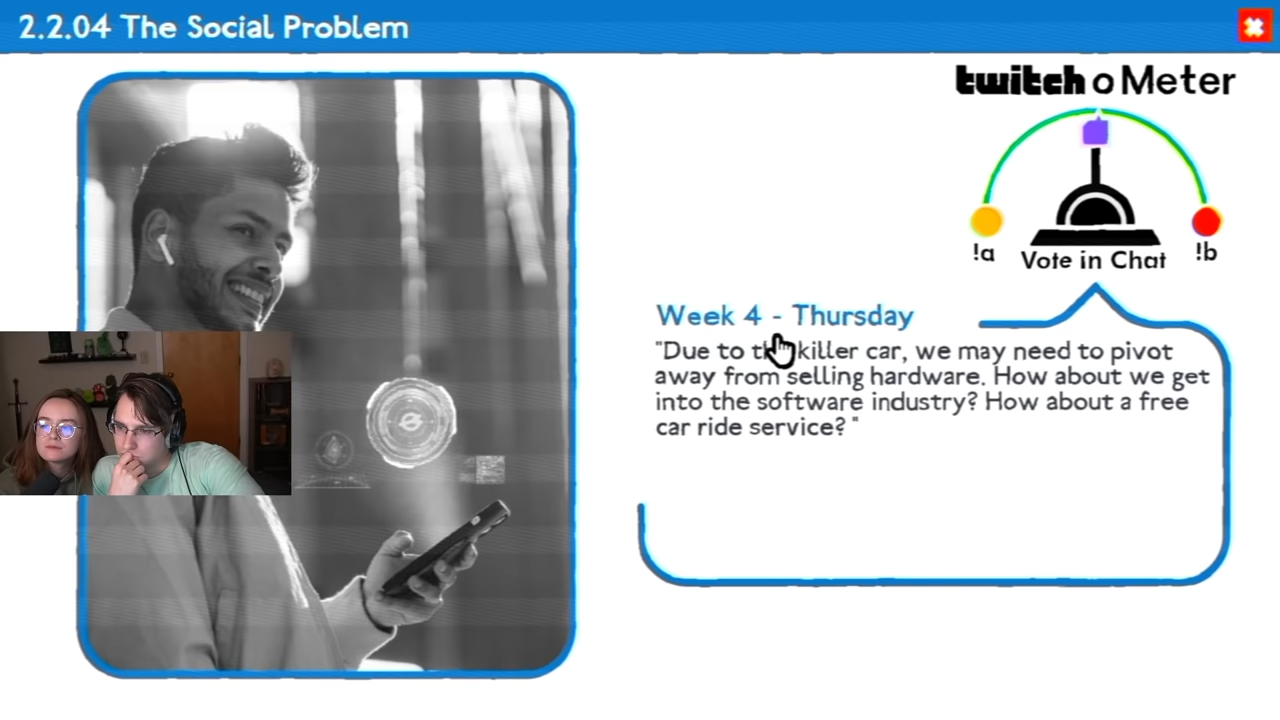 2.2.04 The Social Problem
twitch o Meter
!a
Vote in Chat
!b
Week 4 - Thursday
"Due to killer car, we may need to pivot
away from selling hardware. How about we get
into the software industry? How about a free
car ride service? "